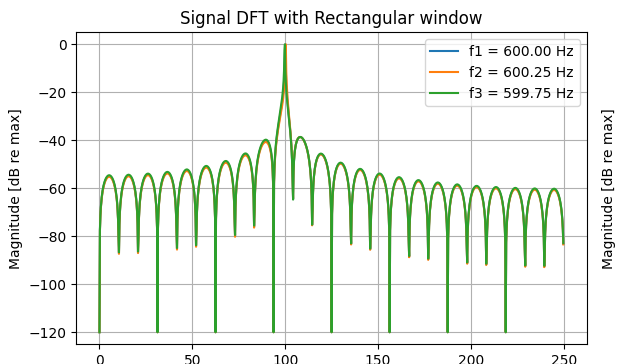 Signal DFT with Rectangular window
f1 = 600.00 Hz
f2 = 600.25 Hz
f3 = 599.75 Hz
Magnitude [dB re max]
Magnitude [dB re max]
0
−20
−40
−60
−80
−100
−120
0
50
100
150
200
250